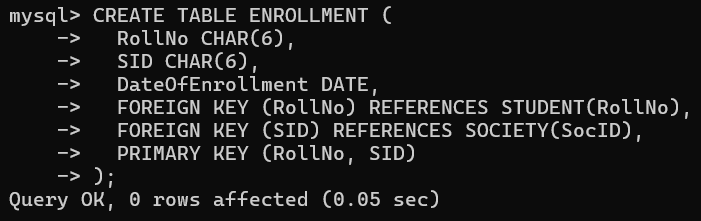 mysql> CREATE TABLE ENROLLMENT (
    ->   RollNo CHAR(6),
    ->   SID CHAR(6),
    ->   DateOfEnrollment DATE,
    ->   FOREIGN KEY (RollNo) REFERENCES STUDENT(RollNo),
    ->   FOREIGN KEY (SID) REFERENCES SOCIETY(SocID),
    ->   PRIMARY KEY (RollNo, SID)
    -> );
Query OK, 0 rows affected (0.05 sec)